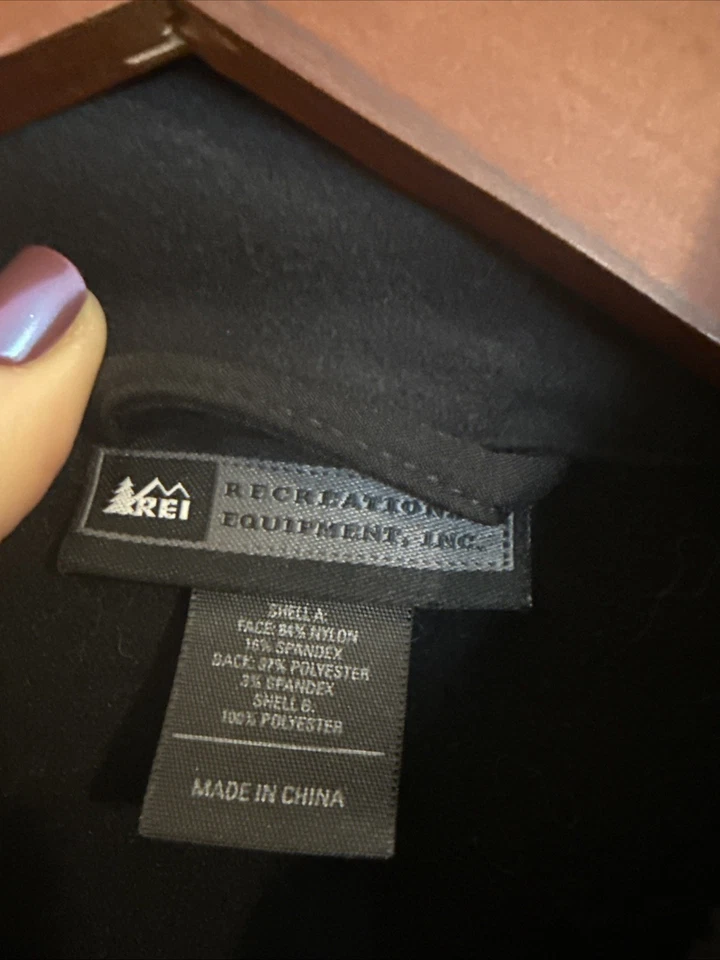 REI
RECREATION
EQUIPMENT, INC.
SHELL A:
FACE: 84% NYLON
16% SPANDEX
BACK: 97% POLYESTER
3% SPANDEX
SHELL B:
100% POLYESTER
MADE IN CHINA